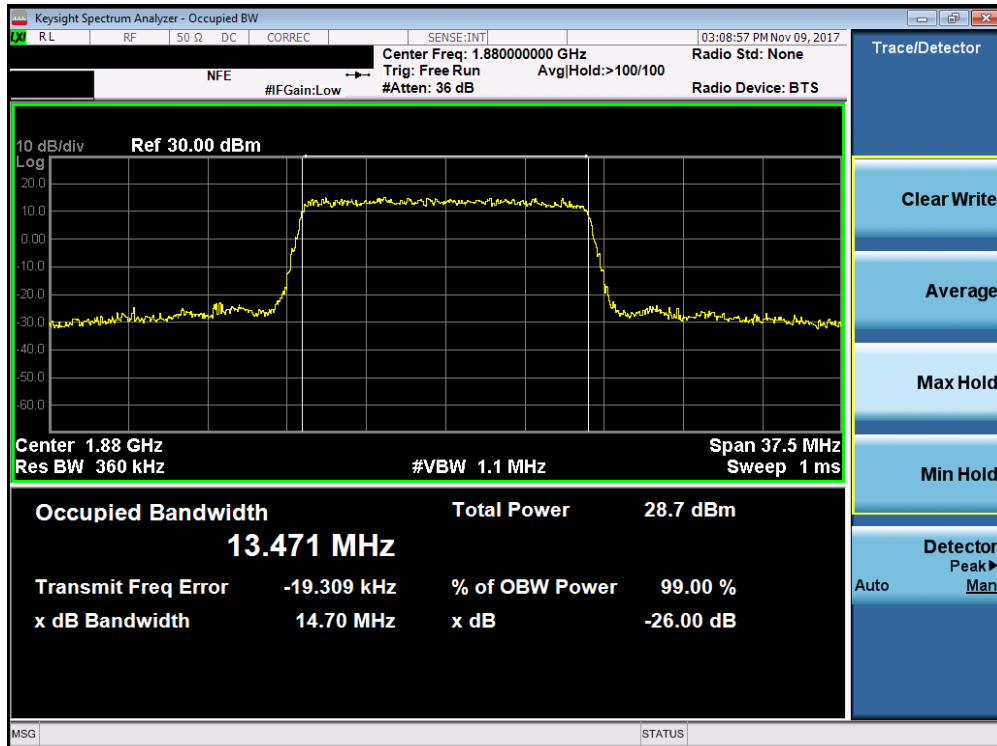 Keysight Spectrum Analyzer - Occupied BW
LXI RL RF 50 Ω DC CORREC SENSE:INT 03:08:57 PM Nov 09, 2017
Center Freq: 1.880000000 GHz Radio Std: None
NFE Trig: Free Run Avg|Hold:>100/100
#IFGain:Low #Atten: 36 dB Radio Device: BTS
Trace/Detector
10 dB/div Ref 30.00 dBm
Log
20.0
10.0
0.00
-10.0
-20.0
-30.0
-40.0
-50.0
-60.0
Center 1.88 GHz Span 37.5 MHz
Res BW 360 kHz #VBW 1.1 MHz Sweep 1 ms
Occupied Bandwidth Total Power 28.7 dBm
13.471 MHz
Transmit Freq Error -19.309 kHz % of OBW Power 99.00 %
x dB Bandwidth 14.70 MHz x dB -26.00 dB
Clear Write
Average
Max Hold
Min Hold
Detector
Peak▶
Auto Man
MSG STATUS